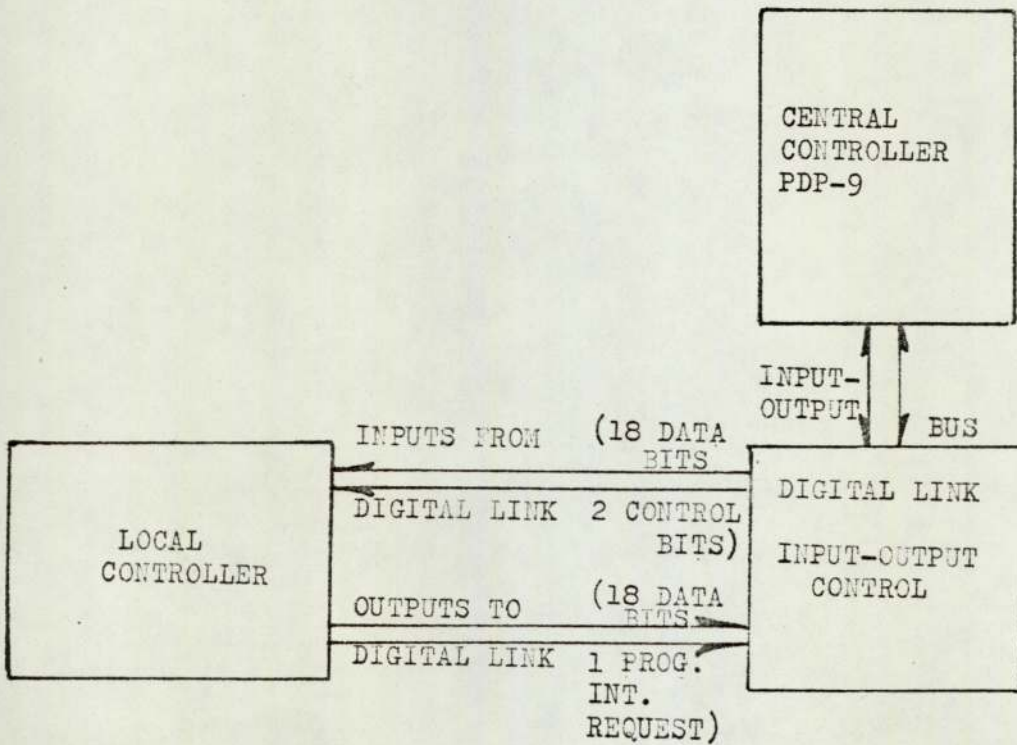 CENTRAL
CONTROLLER
PDP-9
INPUT-
OUTPUT
BUS
INPUTS FROM (18 DATA
BITS
DIGITAL LINK 2 CONTROL
BITS)
LOCAL
CONTROLLER
OUTPUTS TO (18 DATA
BITS
DIGITAL LINK 1 PROG.
INT.
REQUEST)
DIGITAL LINK
INPUT-OUTPUT
CONTROL